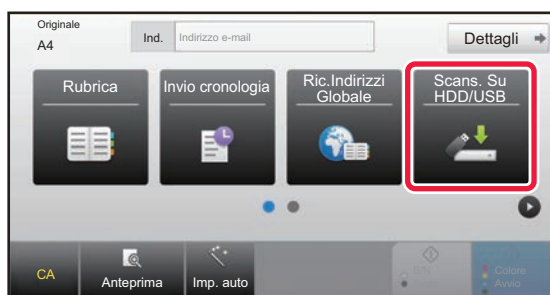 Originale
A4
Ind.
Indirizzo e-mail
Dettagli
Rubrica
Invio cronologia
Ric.Indirizzi
Globale
Scans. Su
HDD/USB
CA
Anteprima
Imp. auto
B/N
Avvio
Colore
Avvio